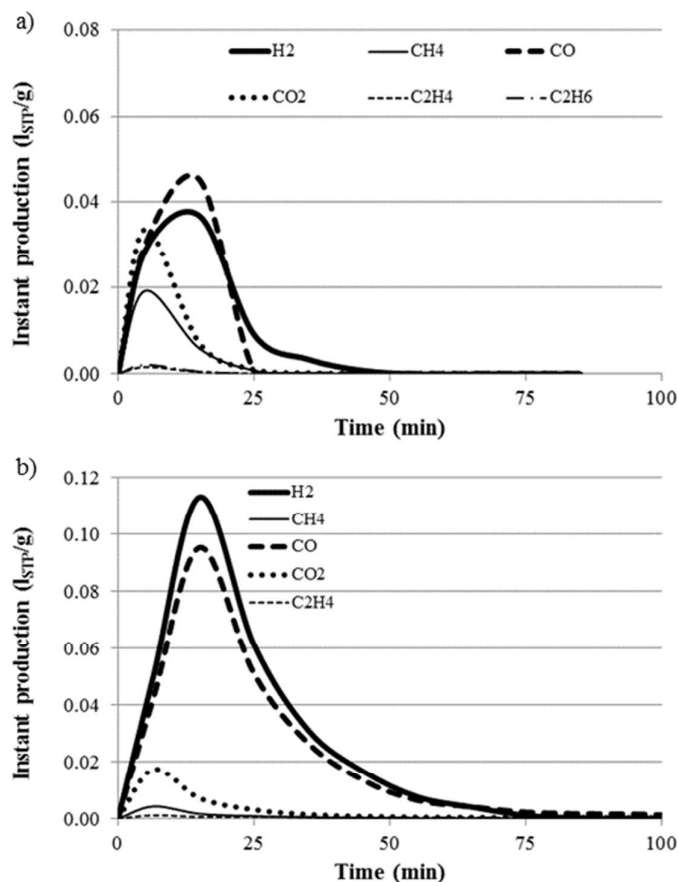 a)
0.08
H2 CH4 CO
CO2 C2H4 C2H6
0.06
0.04
0.02
0.00
Instant production (lSTP/g)
0 25 50 75 100
Time (min)
b)
0.12
H2
CH4
CO
CO2
C2H4
0.10
0.08
0.06
0.04
0.02
0.00
Instant production (lSTP/g)
0 25 50 75 100
Time (min)